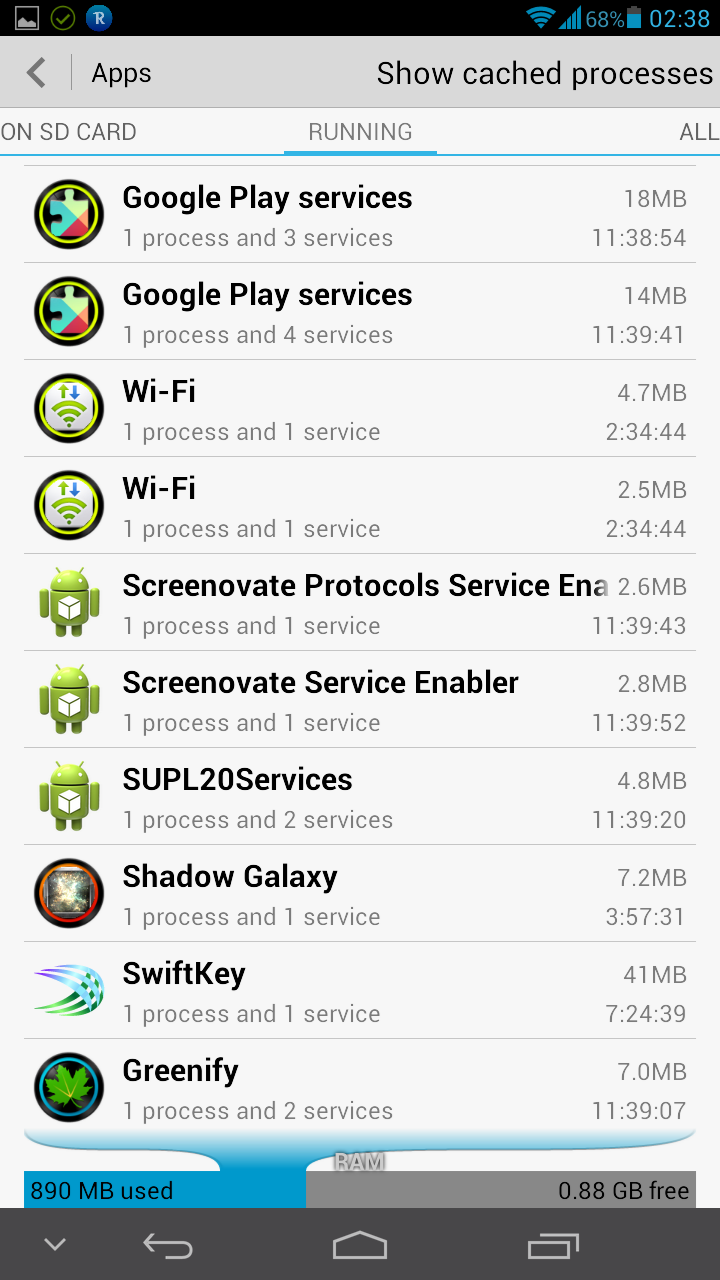 68% 02:38
Apps Show cached processes
ON SD CARD RUNNING ALL
Google Play services 18MB
1 process and 3 services 11:38:54
Google Play services 14MB
1 process and 4 services 11:39:41
Wi-Fi 4.7MB
1 process and 1 service 2:34:44
Wi-Fi 2.5MB
1 process and 1 service 2:34:44
Screenovate Protocols Service Ena 2.6MB
1 process and 1 service 11:39:43
Screenovate Service Enabler 2.8MB
1 process and 1 service 11:39:52
SUPL20Services 4.8MB
1 process and 2 services 11:39:20
Shadow Galaxy 7.2MB
1 process and 1 service 3:57:31
SwiftKey 41MB
1 process and 1 service 7:24:39
Greenify 7.0MB
1 process and 2 services 11:39:07
RAM
890 MB used 0.88 GB free